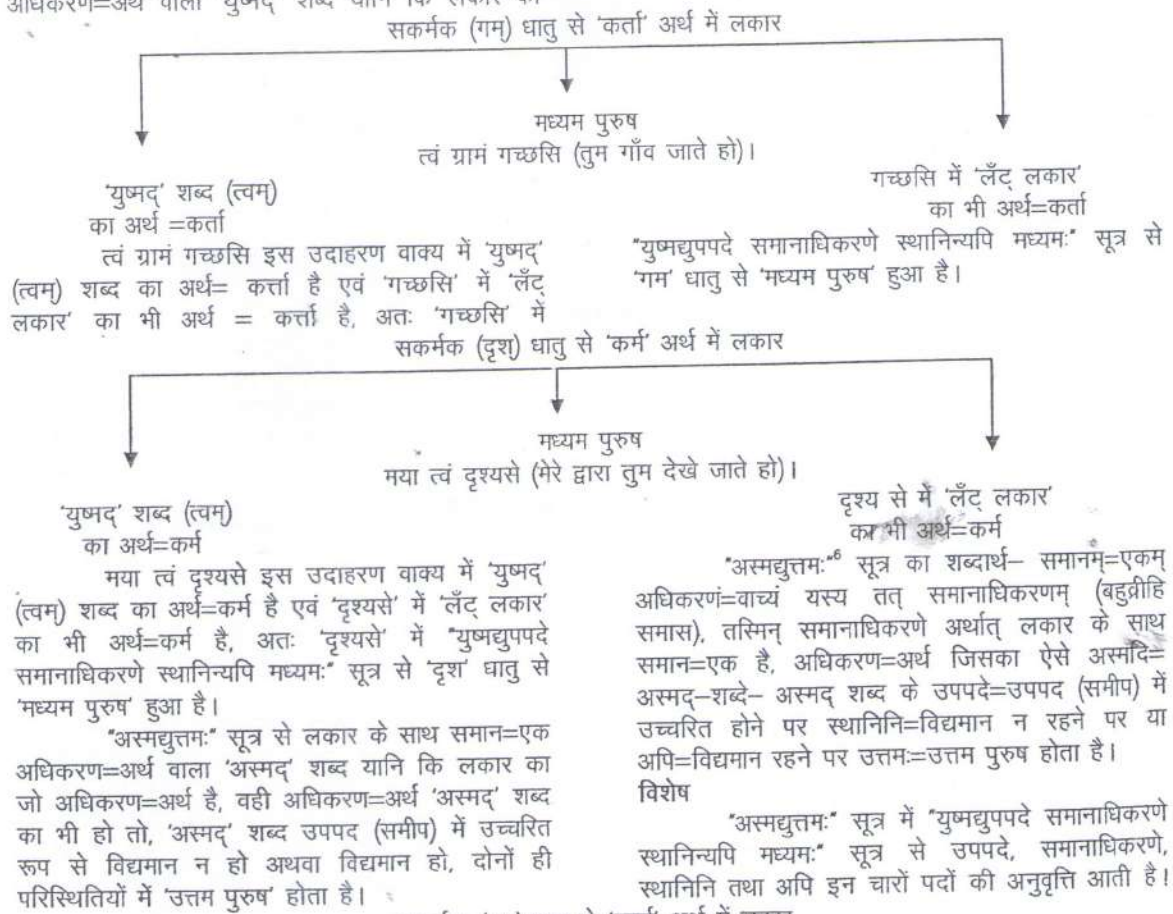 अधिकरण=अर्थ वाला 'युष्मद्' शब्द यानि कि लकार का
सकर्मक (गम्) धातु से 'कर्ता' अर्थ में लकार
मध्यम पुरुष
त्वं ग्रामं गच्छसि (तुम गाँव जाते हो)।
'युष्मद्' शब्द (त्वम्)
का अर्थ =कर्ता
गच्छसि में 'लँट् लकार'
का भी अर्थ=कर्ता
त्वं ग्रामं गच्छसि इस उदाहरण वाक्य में 'युष्मद्'
(त्वम्) शब्द का अर्थ= कर्त्ता है एवं 'गच्छसि' में 'लँट्
लकार' का भी अर्थ = कर्त्ता है, अतः 'गच्छसि' में
"युष्मद्युपपदे समानाधिकरणे स्थानिन्यपि मध्यमः" सूत्र से
'गम' धातु से 'मध्यम पुरुष' हुआ है।
सकर्मक (दृश्) धातु से 'कर्म' अर्थ में लकार
मध्यम पुरुष
मया त्वं दृश्यसे (मेरे द्वारा तुम देखे जाते हो)।
'युष्मद्' शब्द (त्वम्)
का अर्थ=कर्म
दृश्य से में 'लँट् लकार'
का भी अर्थ=कर्म
मया त्वं दृश्यसे इस उदाहरण वाक्य में 'युष्मद्'
(त्वम्) शब्द का अर्थ=कर्म है एवं 'दृश्यसे' में 'लँट् लकार'
का भी अर्थ=कर्म है, अतः 'दृश्यसे' में "युष्मद्युपपदे
समानाधिकरणे स्थानिन्यपि मध्यमः" सूत्र से 'दृश' धातु से
'मध्यम पुरुष' हुआ है।
"अस्मद्युत्तमः" सूत्र से लकार के साथ समान=एक
अधिकरण=अर्थ वाला 'अस्मद्' शब्द यानि कि लकार का
जो अधिकरण=अर्थ है, वही अधिकरण=अर्थ 'अस्मद्' शब्द
का भी हो तो, 'अस्मद्' शब्द उपपद (समीप) में उच्चरित
रूप से विद्यमान न हो अथवा विद्यमान हो, दोनों ही
परिस्थितियों में 'उत्तम पुरुष' होता है।
"अस्मद्युत्तमः"⁶ सूत्र का शब्दार्थ– समानम्=एकम्
अधिकरणं=वाच्यं यस्य तत् समानाधिकरणम् (बहुव्रीहि
समास), तस्मिन् समानाधिकरणे अर्थात् लकार के साथ
समान=एक है, अधिकरण=अर्थ जिसका ऐसे अस्मदि=
अस्मद्–शब्दे– अस्मद् शब्द के उपपदे=उपपद (समीप) में
उच्चरित होने पर स्थानिनि=विद्यमान न रहने पर या
अपि=विद्यमान रहने पर उत्तमः=उत्तम पुरुष होता है।
विशेष
"अस्मद्युत्तमः" सूत्र में "युष्मद्युपपदे समानाधिकरणे
स्थानिन्यपि मध्यमः" सूत्र से उपपदे, समानाधिकरणे,
स्थानिनि तथा अपि इन चारों पदों की अनुवृत्ति आती है।